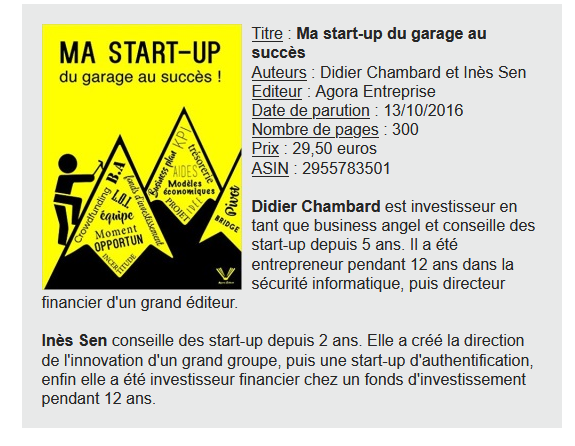 MA START-UP
du garage au succès !
Crowdfunding
B.A
L.O.I.
équipe
Moment
OPPORTUN
INCERTITUDE
fonds d'investissement
Business plan
KPI
trésorerie
AIDES
Modèles
économiques
PROJET
IDÉE
Pivot
BRIDGE
Agora Editeur
Titre : Ma start-up du garage au
succès
Auteurs : Didier Chambard et Inès Sen
Editeur : Agora Entreprise
Date de parution : 13/10/2016
Nombre de pages : 300
Prix : 29,50 euros
ASIN : 2955783501
Didier Chambard est investisseur en
tant que business angel et conseille des
start-up depuis 5 ans. Il a été
entrepreneur pendant 12 ans dans la
sécurité informatique, puis directeur
financier d'un grand éditeur.
Inès Sen conseille des start-up depuis 2 ans. Elle a créé la direction
de l'innovation d'un grand groupe, puis une start-up d'authentification,
enfin elle a été investisseur financier chez un fonds d'investissement
pendant 12 ans.